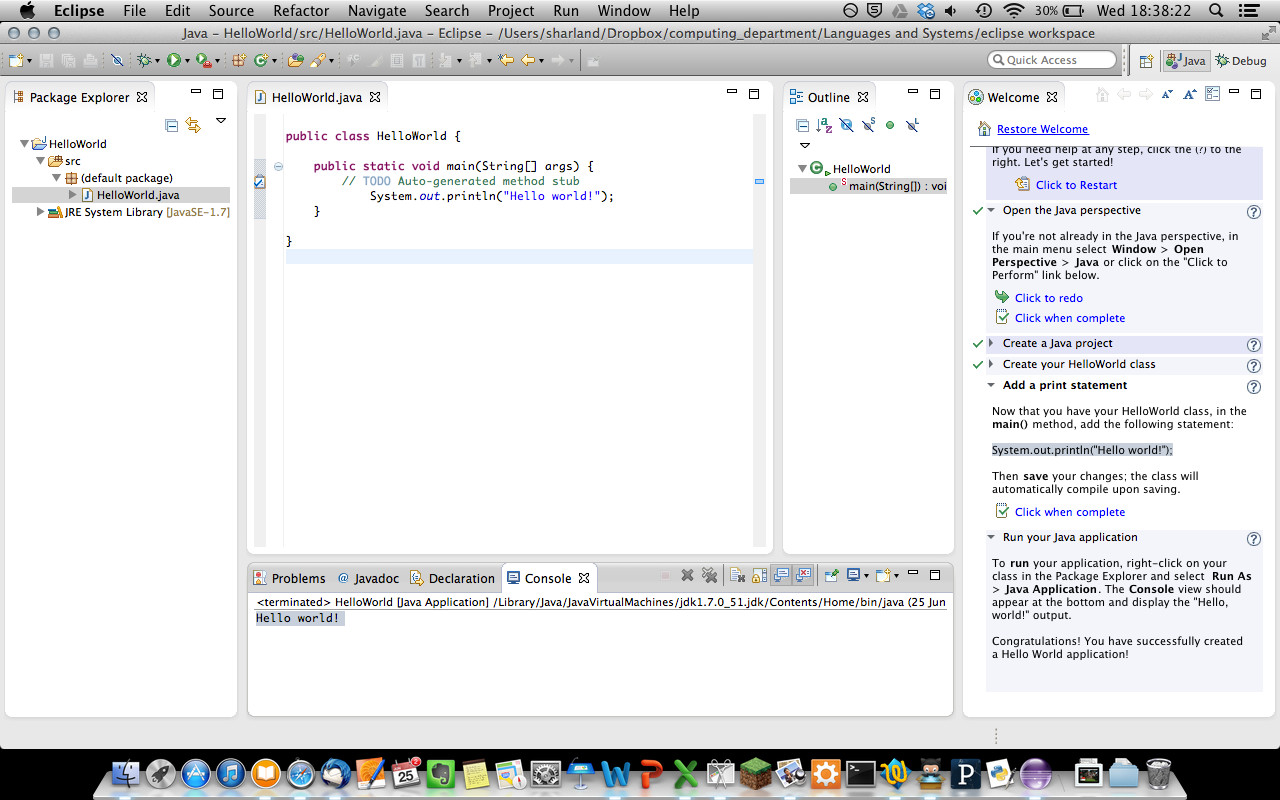 Eclipse File Edit Source Refactor Navigate Search Project Run Window Help 30% Wed 18:38:22
Java – HelloWorld/src/HelloWorld.java – Eclipse – /Users/sharland/Dropbox/computing_department/Languages and Systems/eclipse workspace
Quick Access Java Debug
Package Explorer
HelloWorld
src
(default package)
HelloWorld.java
JRE System Library [JavaSE-1.7]
HelloWorld.java
public class HelloWorld {
public static void main(String[] args) {
// TODO Auto-generated method stub
System.out.println("Hello world!");
}
}
Outline
HelloWorld
main(String[]) : voi
Welcome
Restore Welcome
If you need help at any step, click the (?) to the
right. Let's get started!
Click to Restart
Open the Java perspective
If you're not already in the Java perspective, in
the main menu select Window > Open
Perspective > Java or click on the "Click to
Perform" link below.
Click to redo
Click when complete
Create a Java project
Create your HelloWorld class
Add a print statement
Now that you have your HelloWorld class, in the
main() method, add the following statement:
System.out.println("Hello world!");
Then save your changes; the class will
automatically compile upon saving.
Click when complete
Run your Java application
To run your application, right-click on your
class in the Package Explorer and select Run As
> Java Application. The Console view should
appear at the bottom and display the "Hello,
world!" output.
Congratulations! You have successfully created
a Hello World application!
Problems @ Javadoc Declaration Console
<terminated> HelloWorld [Java Application] /Library/Java/JavaVirtualMachines/jdk1.7.0_51.jdk/Contents/Home/bin/java (25 Jun
Hello world!
25